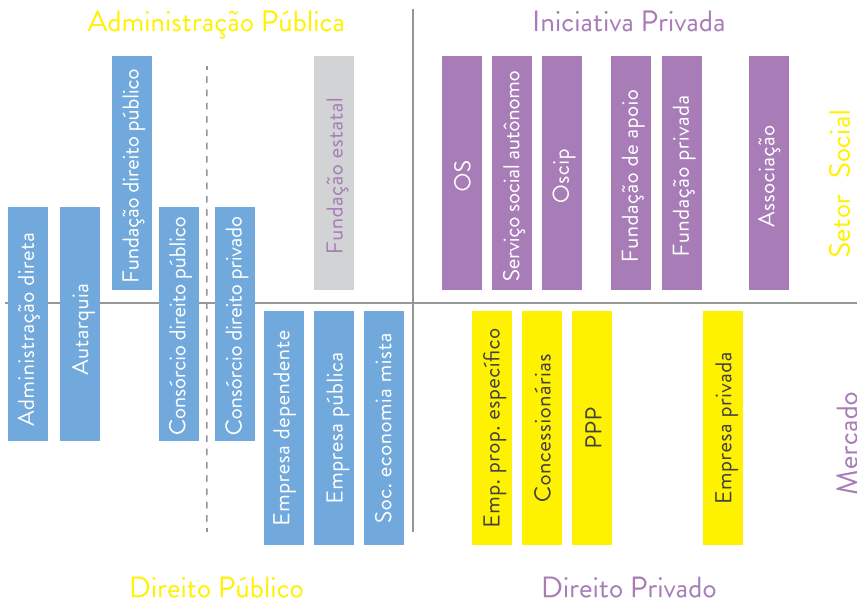 Administração Pública
Iniciativa Privada
Administração direta
Autarquia
Fundação direito público
Consórcio direito público
Consórcio direito privado
Empresa dependente
Fundação estatal
Empresa pública
Soc. economia mista
OS
Serviço social autônomo
Oscip
Fundação de apoio
Fundação privada
Associação
Setor Social
Emp. prop. específico
Concessionárias
PPP
Empresa privada
Mercado
Direito Público
Direito Privado